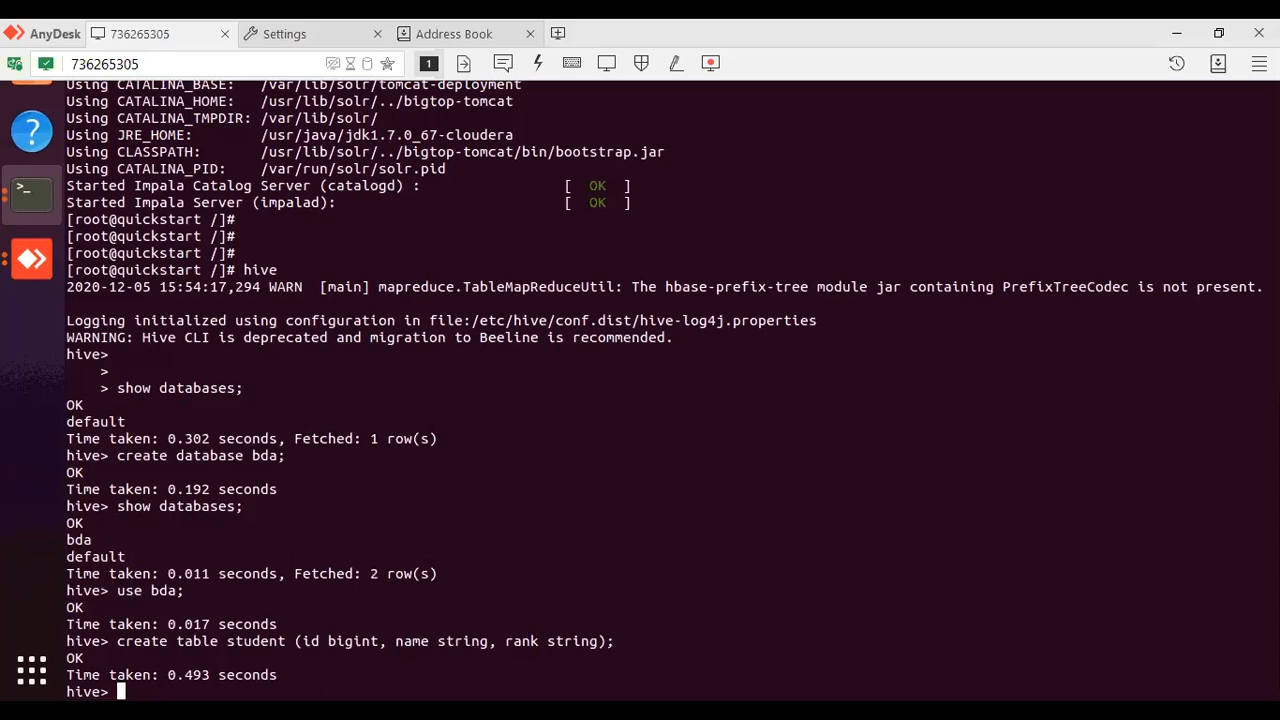 AnyDesk
736265305
Settings
Address Book
736265305
1
Using CATALINA_BASE:   /var/lib/solr/tomcat-deployment
Using CATALINA_HOME:   /usr/lib/solr/../bigtop-tomcat
Using CATALINA_TMPDIR: /var/lib/solr/
Using JRE_HOME:        /usr/java/jdk1.7.0_67-cloudera
Using CLASSPATH:       /usr/lib/solr/../bigtop-tomcat/bin/bootstrap.jar
Using CATALINA_PID:    /var/run/solr/solr.pid
Started Impala Catalog Server (catalogd) :                 [  OK  ]
Started Impala Server (impalad):                           [  OK  ]
[root@quickstart /]#
[root@quickstart /]#
[root@quickstart /]#
[root@quickstart /]# hive
2020-12-05 15:54:17,294 WARN  [main] mapreduce.TableMapReduceUtil: The hbase-prefix-tree module jar containing PrefixTreeCodec is not present.
Logging initialized using configuration in file:/etc/hive/conf.dist/hive-log4j.properties
WARNING: Hive CLI is deprecated and migration to Beeline is recommended.
hive>
    >
    > show databases;
OK
default
Time taken: 0.302 seconds, Fetched: 1 row(s)
hive> create database bda;
OK
Time taken: 0.192 seconds
hive> show databases;
OK
bda
default
Time taken: 0.011 seconds, Fetched: 2 row(s)
hive> use bda;
OK
Time taken: 0.017 seconds
hive> create table student (id bigint, name string, rank string);
OK
Time taken: 0.493 seconds
hive>